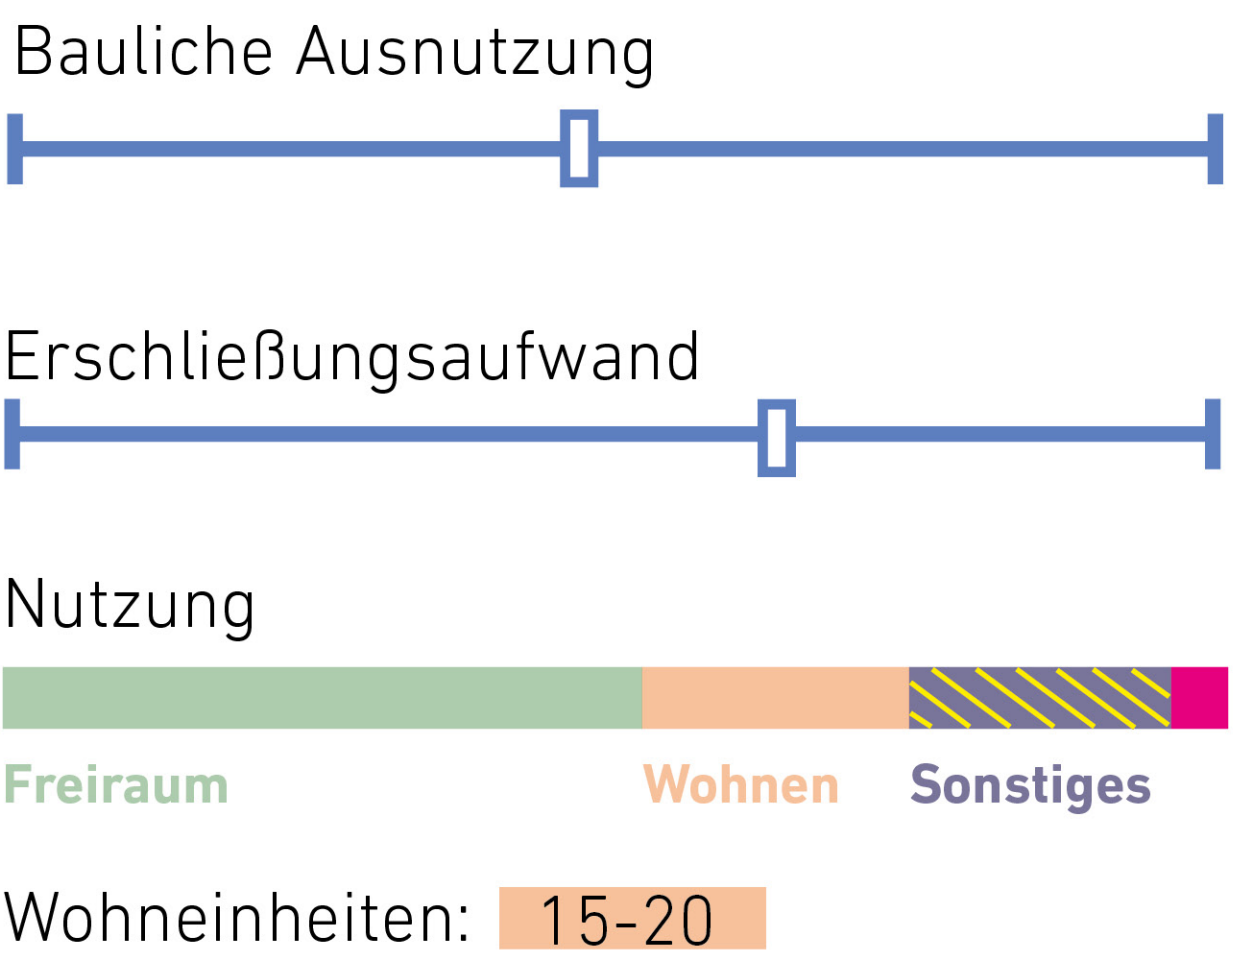 Bauliche Ausnutzung
Erschließungsaufwand
Nutzung
Freiraum Wohnen Sonstiges
Wohneinheiten: 15-20